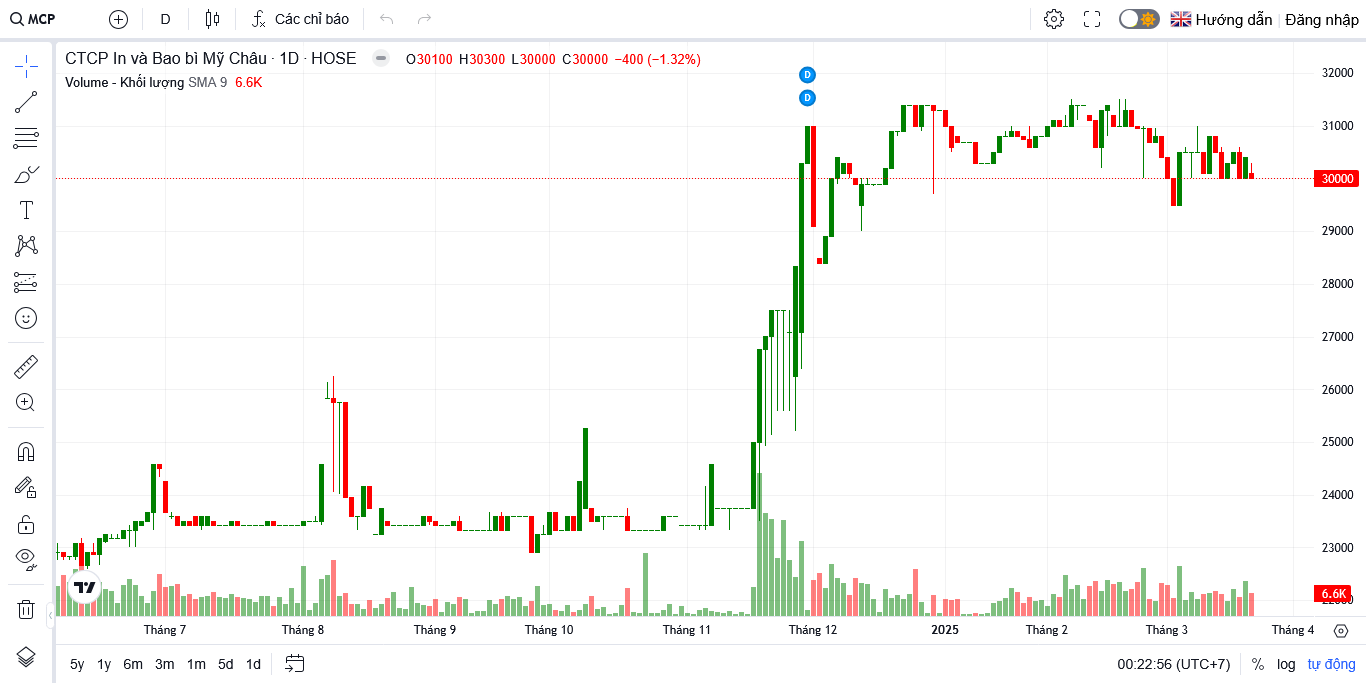 MCP D Các chỉ báo Hướng dẫn Đăng nhập
CTCP In và Bao bì Mỹ Châu · 1D · HOSE O30100 H30300 L30000 C30000 −400 (−1.32%)
Volume - Khối lượng SMA 9 6.6K
D
D
32000
31000
30000
29000
28000
27000
26000
25000
24000
23000
6.6K
Tháng 7 Tháng 8 Tháng 9 Tháng 10 Tháng 11 Tháng 12 2025 Tháng 2 Tháng 3 Tháng 4
5y 1y 6m 3m 1m 5d 1d 00:22:56 (UTC+7) % log tự động